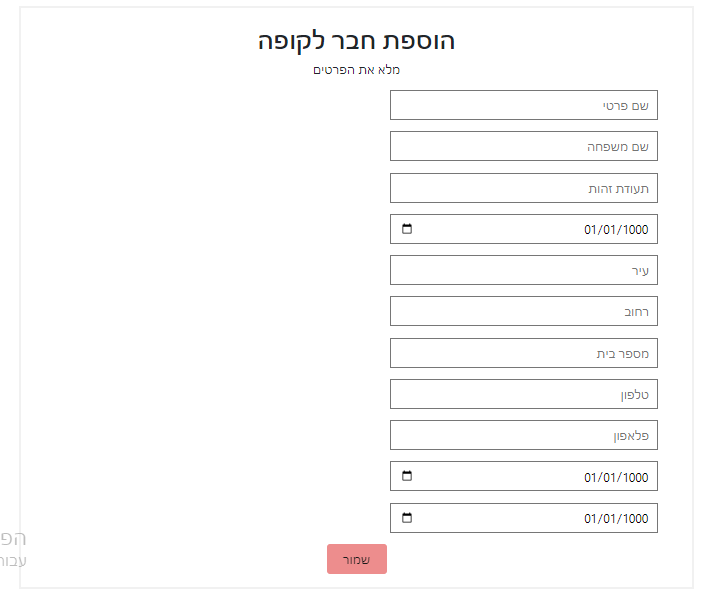 הוספת חבר לקופה
מלא את הפרטים
שם פרטי
שם משפחה
תעודת זהות
01/01/1000
עיר
רחוב
מספר בית
טלפון
פלאפון
01/01/1000
01/01/1000
שמור